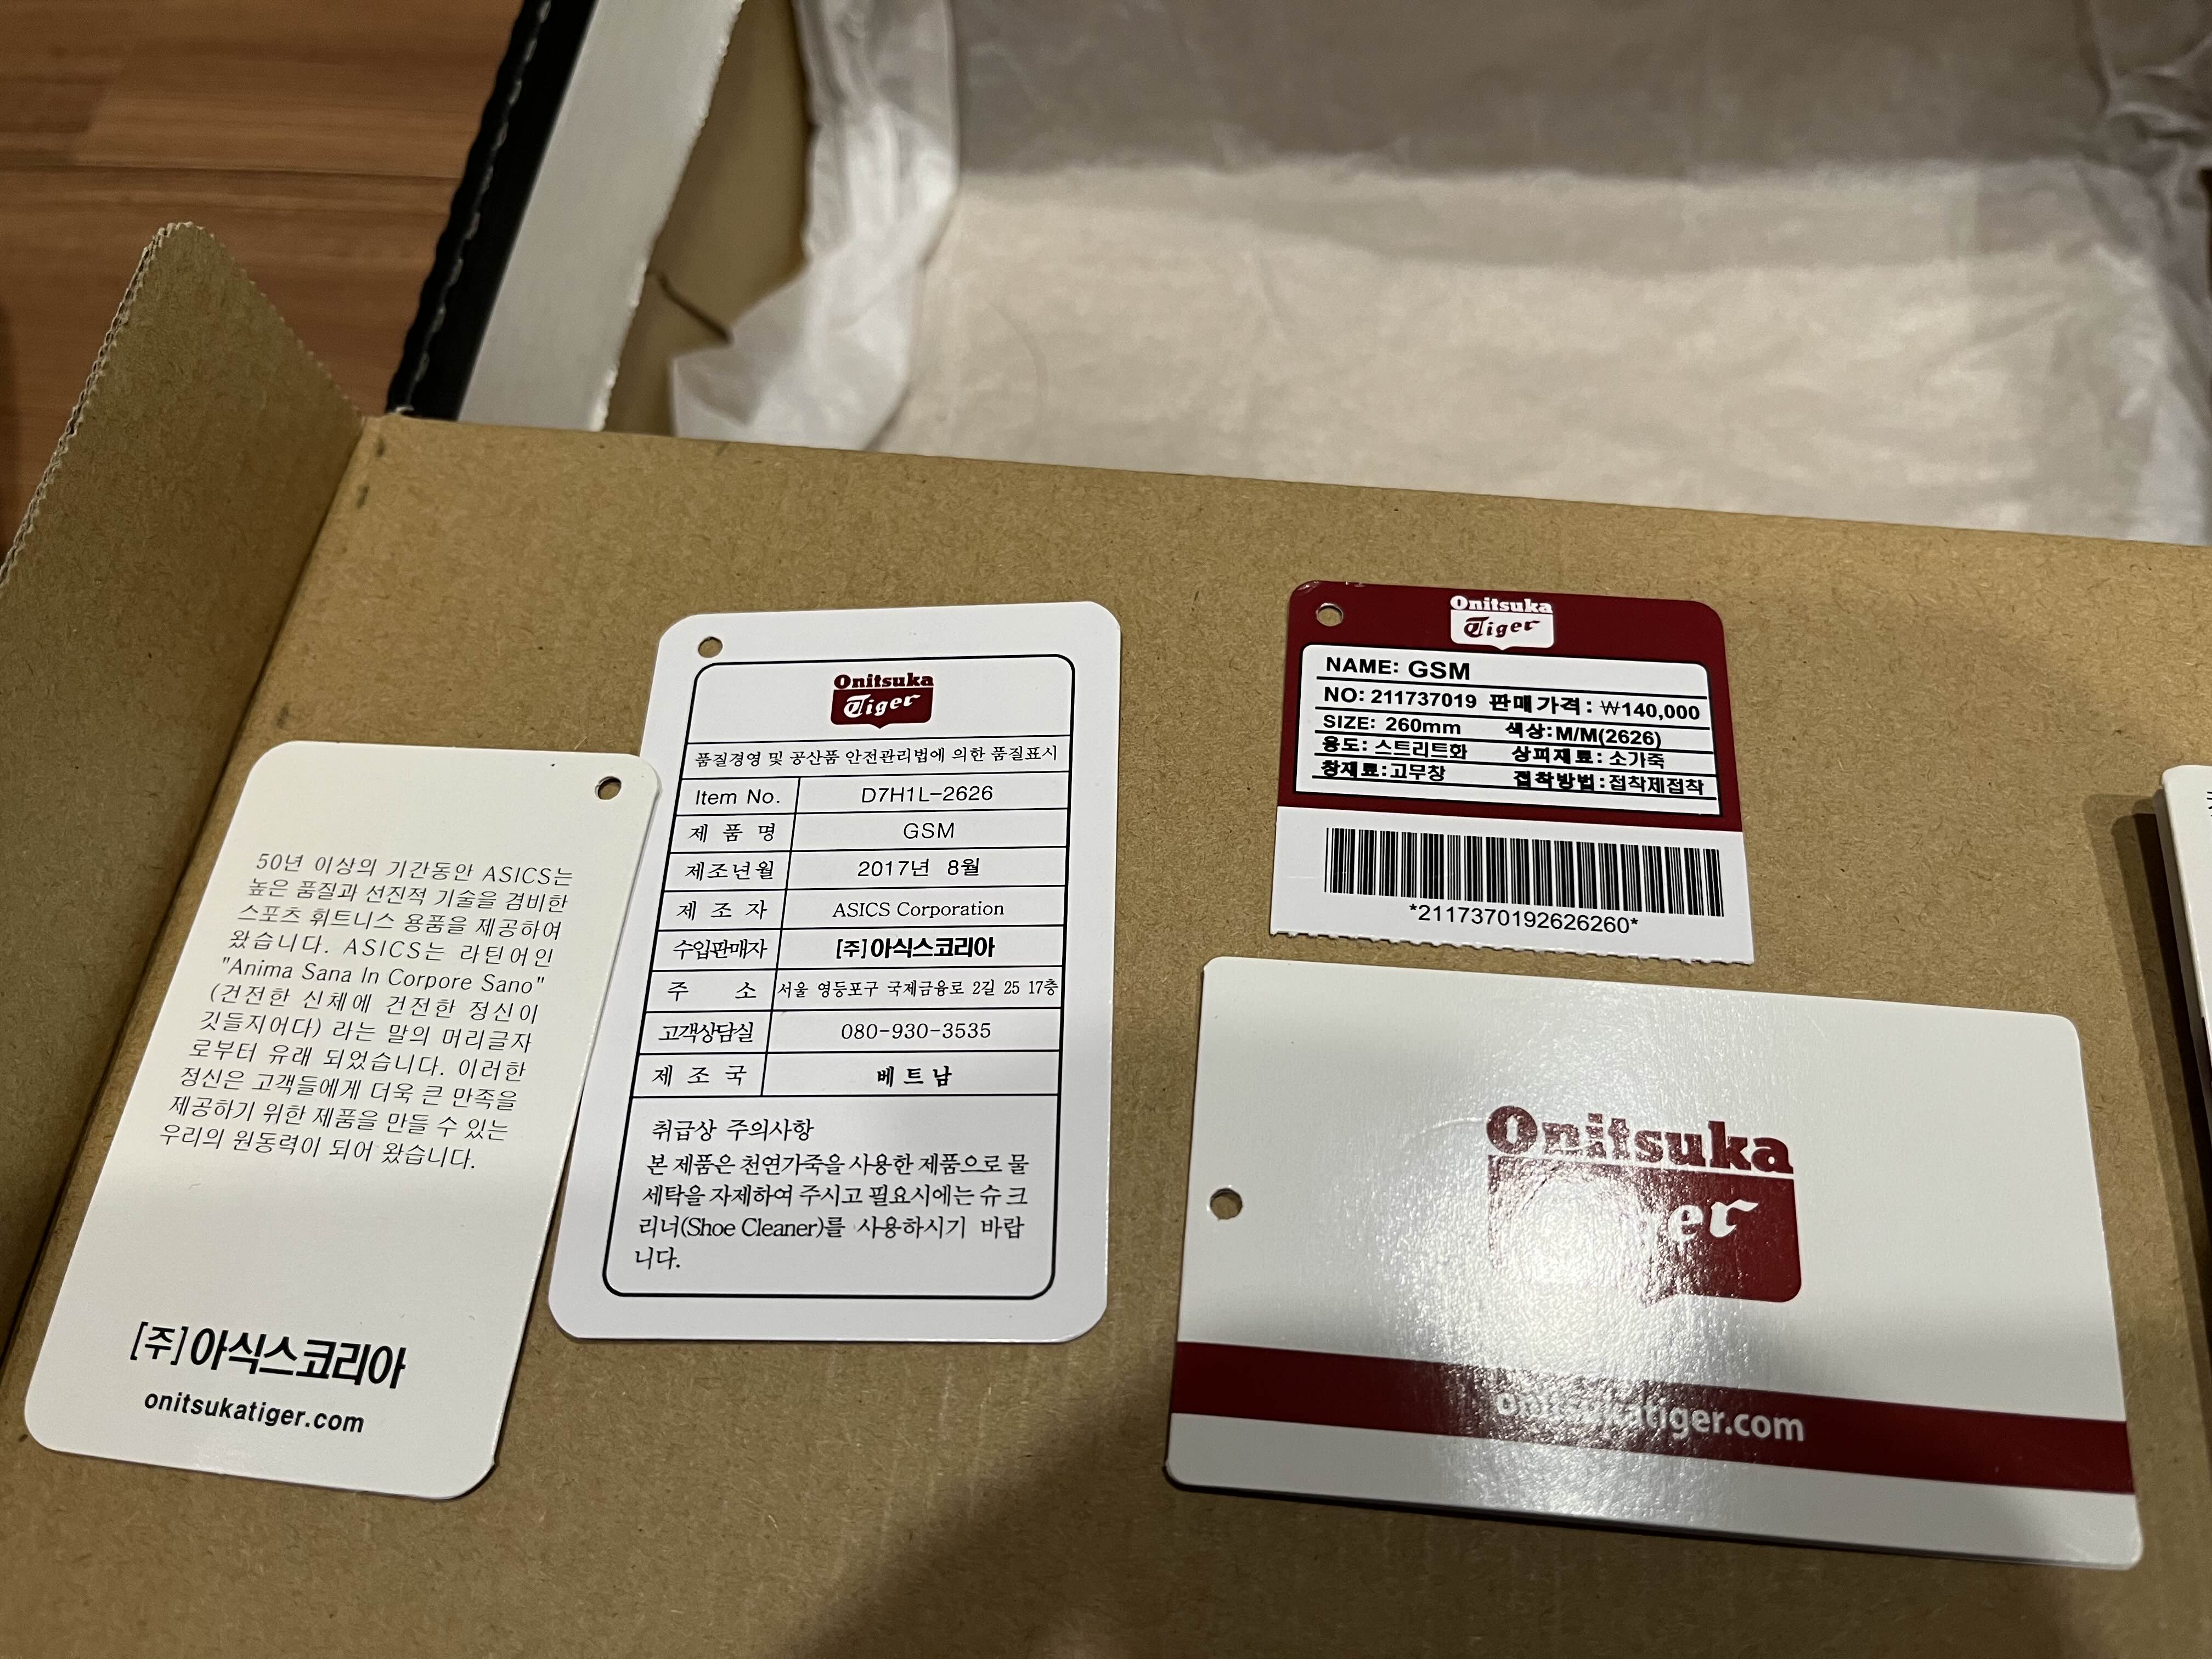 50년 이상의 기간동안 ASICS는
높은 품질과 선진적 기술을 겸비한
스포츠 휘트니스 용품을 제공하여
왔습니다. ASICS는 라틴어인
"Anima Sana In Corpore Sano"
(건전한 신체에 건전한 정신이
깃들지어다) 라는 말의 머리글자
로부터 유래 되었습니다. 이러한
정신은 고객들에게 더욱 큰 만족을
제공하기 위한 제품을 만들 수 있는
우리의 원동력이 되어 왔습니다.
[주]아식스코리아
onitsukatiger.com
Onitsuka
Tiger
품질경영 및 공산품 안전관리법에 의한 품질표시
Item No. D7H1L-2626
제 품 명 GSM
제조년월 2017년 8월
제 조 자 ASICS Corporation
수입판매자 [주]아식스코리아
주 소 서울 영등포구 국제금융로 2길 25 17층
고객상담실 080-930-3535
제 조 국 베트남
취급상 주의사항
본 제품은 천연가죽을 사용한 제품으로 물
세탁을 자제하여 주시고 필요시에는 슈 크
리너(Shoe Cleaner)를 사용하시기 바랍
니다.
Onitsuka
Tiger
NAME: GSM
NO: 211737019 판매가격: ₩140,000
SIZE: 260mm 색상:M/M(2626)
용도: 스트리트화 상피재료: 소가죽
창재료:고무창 접착방법:접착제접착
*2117370192626260*
Onitsuka
Tiger
onitsukatiger.com